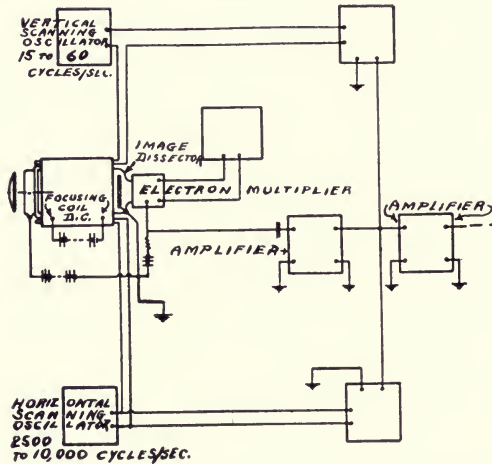 VERTICAL
SCANNING
OSCILLATOR
15 TO 60
CYCLES/SEC.
IMAGE
DISSECTOR
ELECTRON MULTIPLIER
FOCUSING
COIL
D.C.
AMPLIFIER
AMPLIFIER
HORIZONTAL
SCANNING
OSCILLATOR
2500
TO 10,000 CYCLES/SEC.